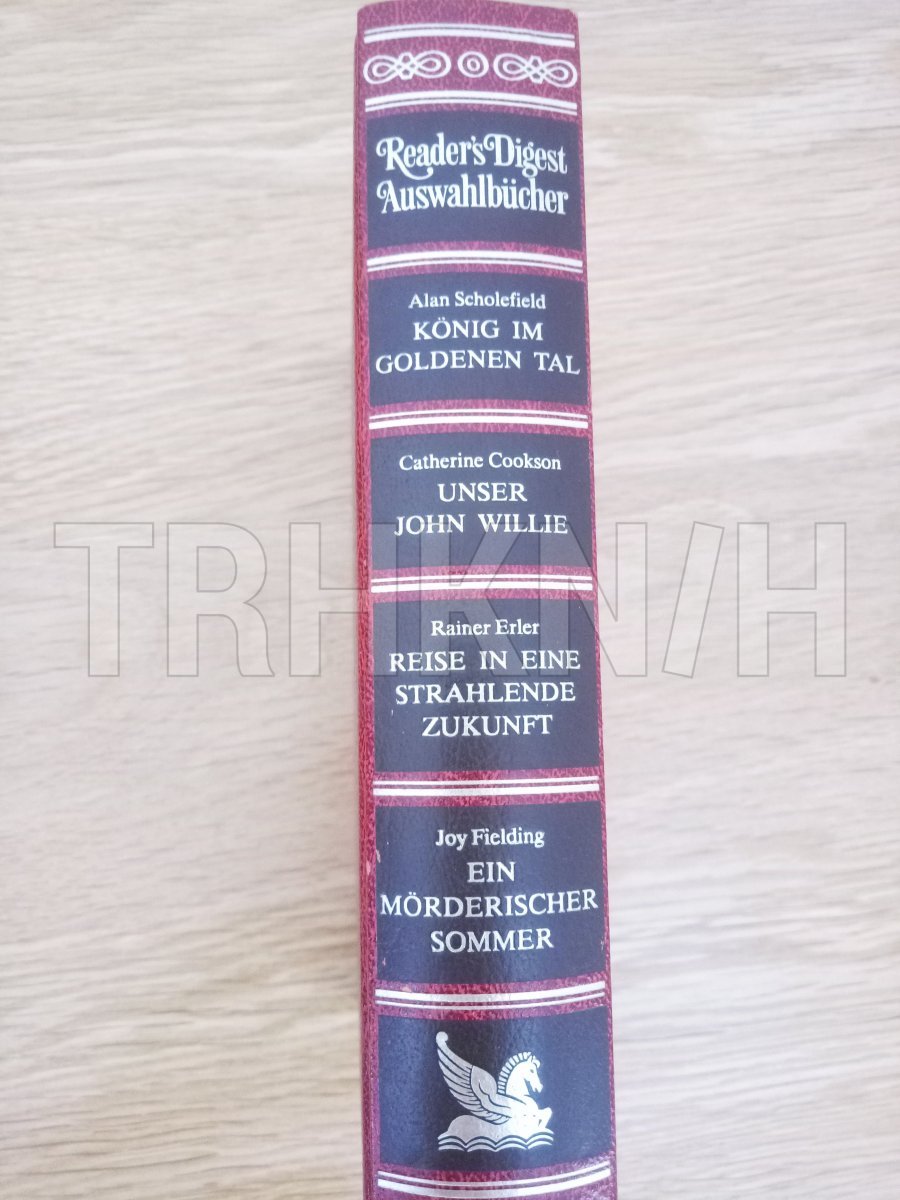 Reader's Digest
Auswahlbücher
Alan Scholefield
KÖNIG IM
GOLDENEN TAL
Catherine Cookson
UNSER
JOHN WILLIE
TRHKN/H
Rainer Erler
REISE IN EINE
STRAHLENDE
ZUKUNFT
Joy Fielding
EIN
MÖRDERISCHER
SOMMER